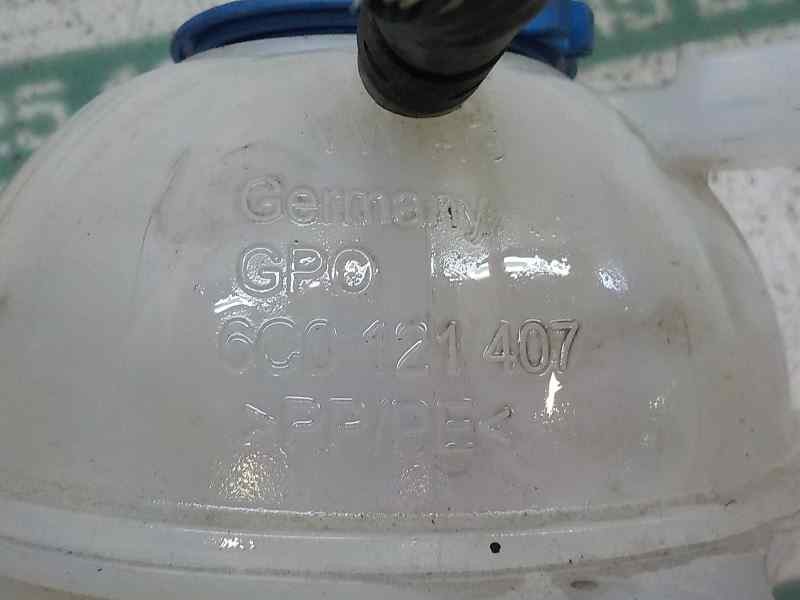 Germany
GPO
6C0 121 407
>PP/PE<